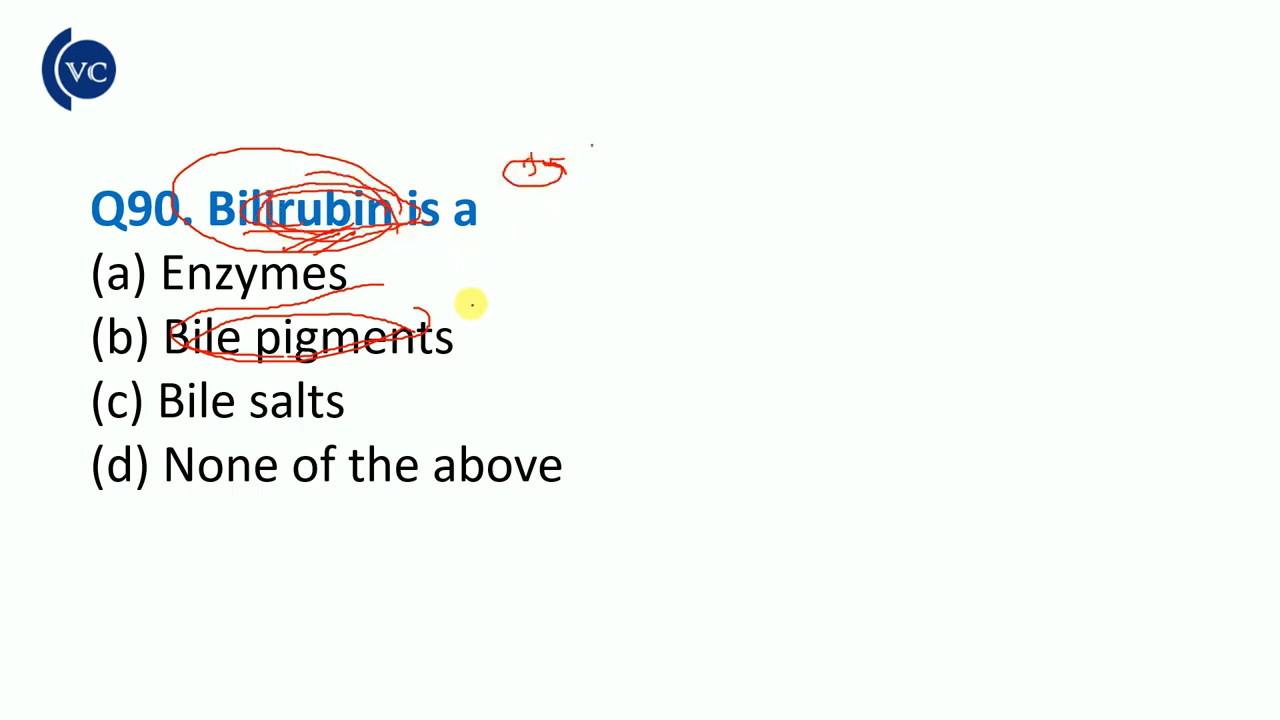 VC
Q90. Bilirubin is a
(a) Enzymes
(b) Bile pigments
(c) Bile salts
(d) None of the above